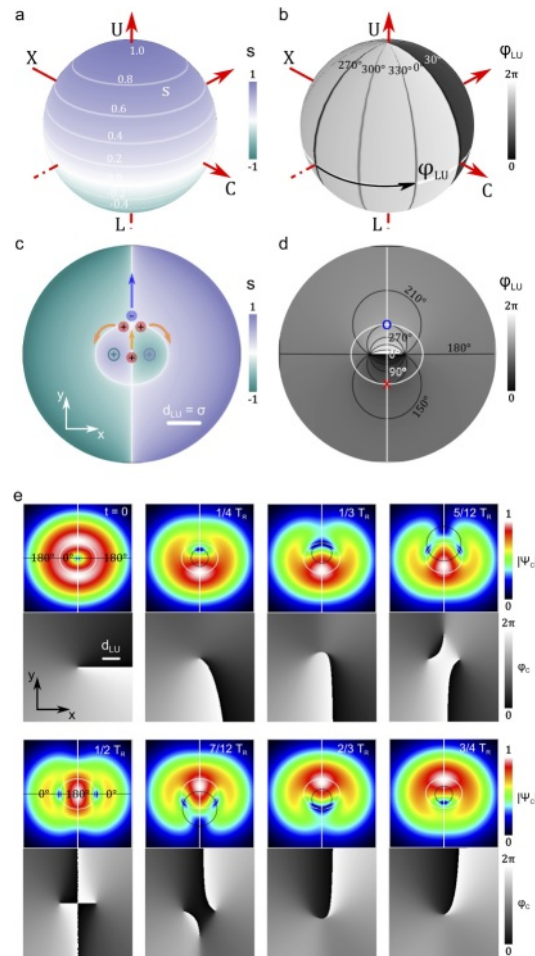 a
b
U
U
X
X
1.0
0.8
S
0.6
0.4
0.2
-0.4
C
L
s
1
-1
270°
300°
330°
0
30°
φLU
C
L
φLU
2π
0
c
d
y
x
dLU = σ
s
1
-1
210°
270°
0°
180°
90°
150°
φLU
2π
0
e
t = 0
1/4 TR
1/3 TR
5/12 TR
180°
0°
180°
1
|ΨC|
0
dLU
y
x
2π
φC
0
1/2 TR
7/12 TR
2/3 TR
3/4 TR
0°
180°
0°
1
0
2π
φC
0